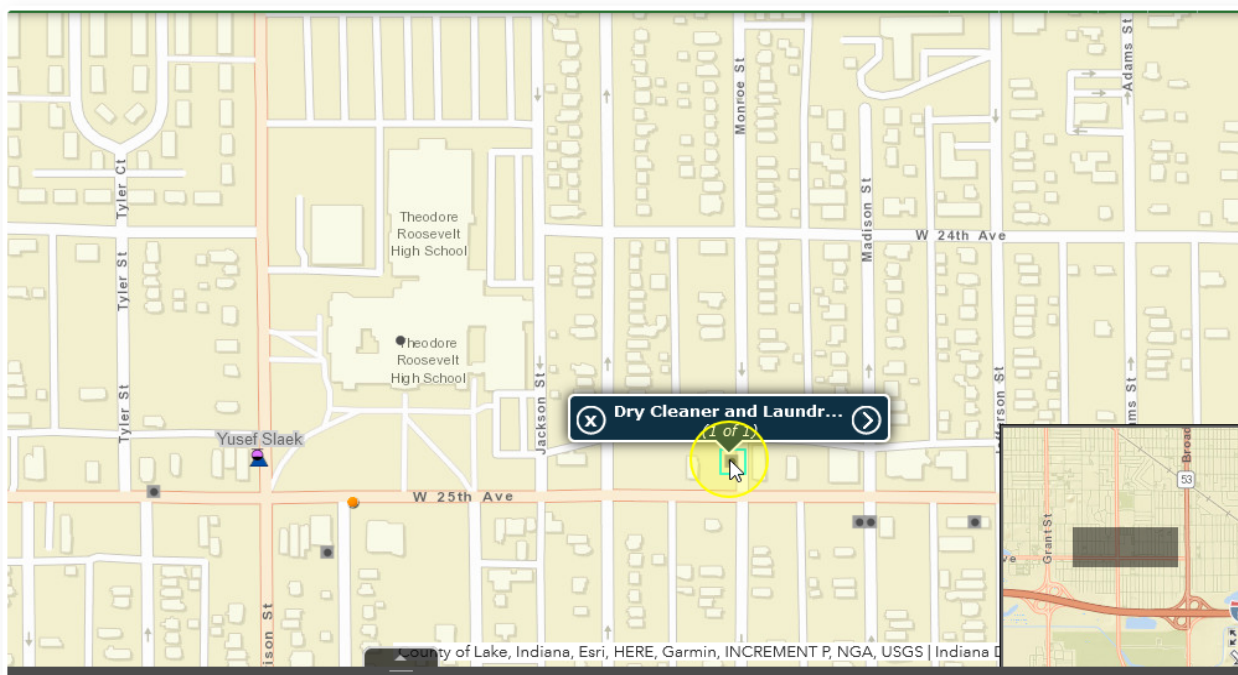 Adams St
Monroe St
Tyler Ct
Madison St
Theodore
Roosevelt
High School
W 24th Ave
Tyler St
Theodore
Roosevelt
High School
Jackson St
Tyler St
Dry Cleaner and Laundr...
(1 of 1)
x
Yusef Slaek
W 25th Ave
Broad
53
Grant St
County of Lake, Indiana, Esri, HERE, Garmin, INCREMENT P, NGA, USGS | Indiana D